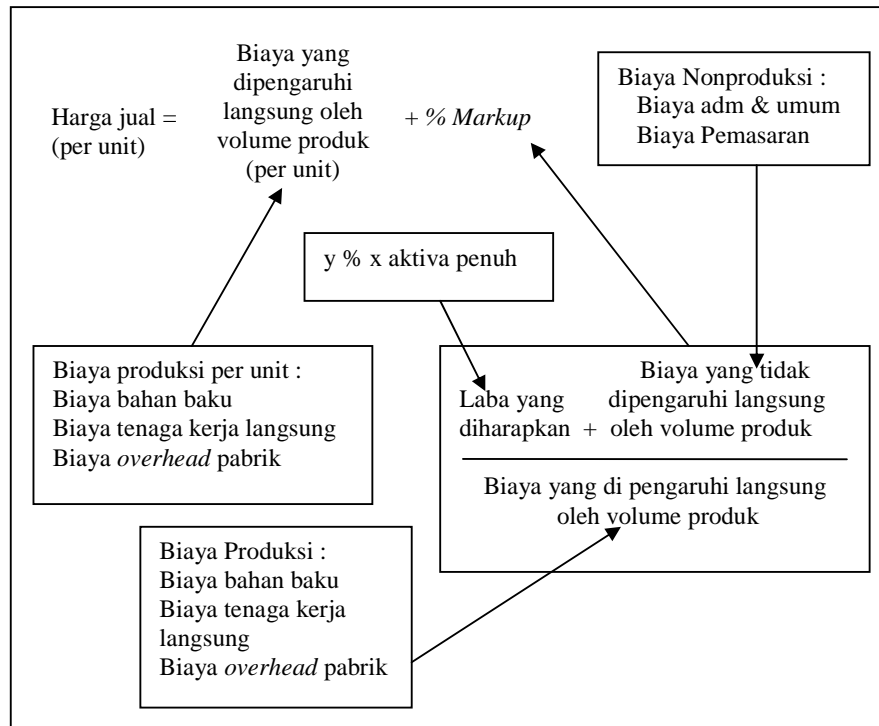 Harga jual =
(per unit)
Biaya yang
dipengaruhi
langsung oleh
volume produk
(per unit)
+ % Markup
Biaya Nonproduksi :
Biaya adm & umum
Biaya Pemasaran
y % x aktiva penuh
Biaya produksi per unit :
Biaya bahan baku
Biaya tenaga kerja langsung
Biaya overhead pabrik
Laba yang
diharapkan +
Biaya yang tidak
dipengaruhi langsung
oleh volume produk
Biaya yang di pengaruhi langsung
oleh volume produk
Biaya Produksi :
Biaya bahan baku
Biaya tenaga kerja
langsung
Biaya overhead pabrik